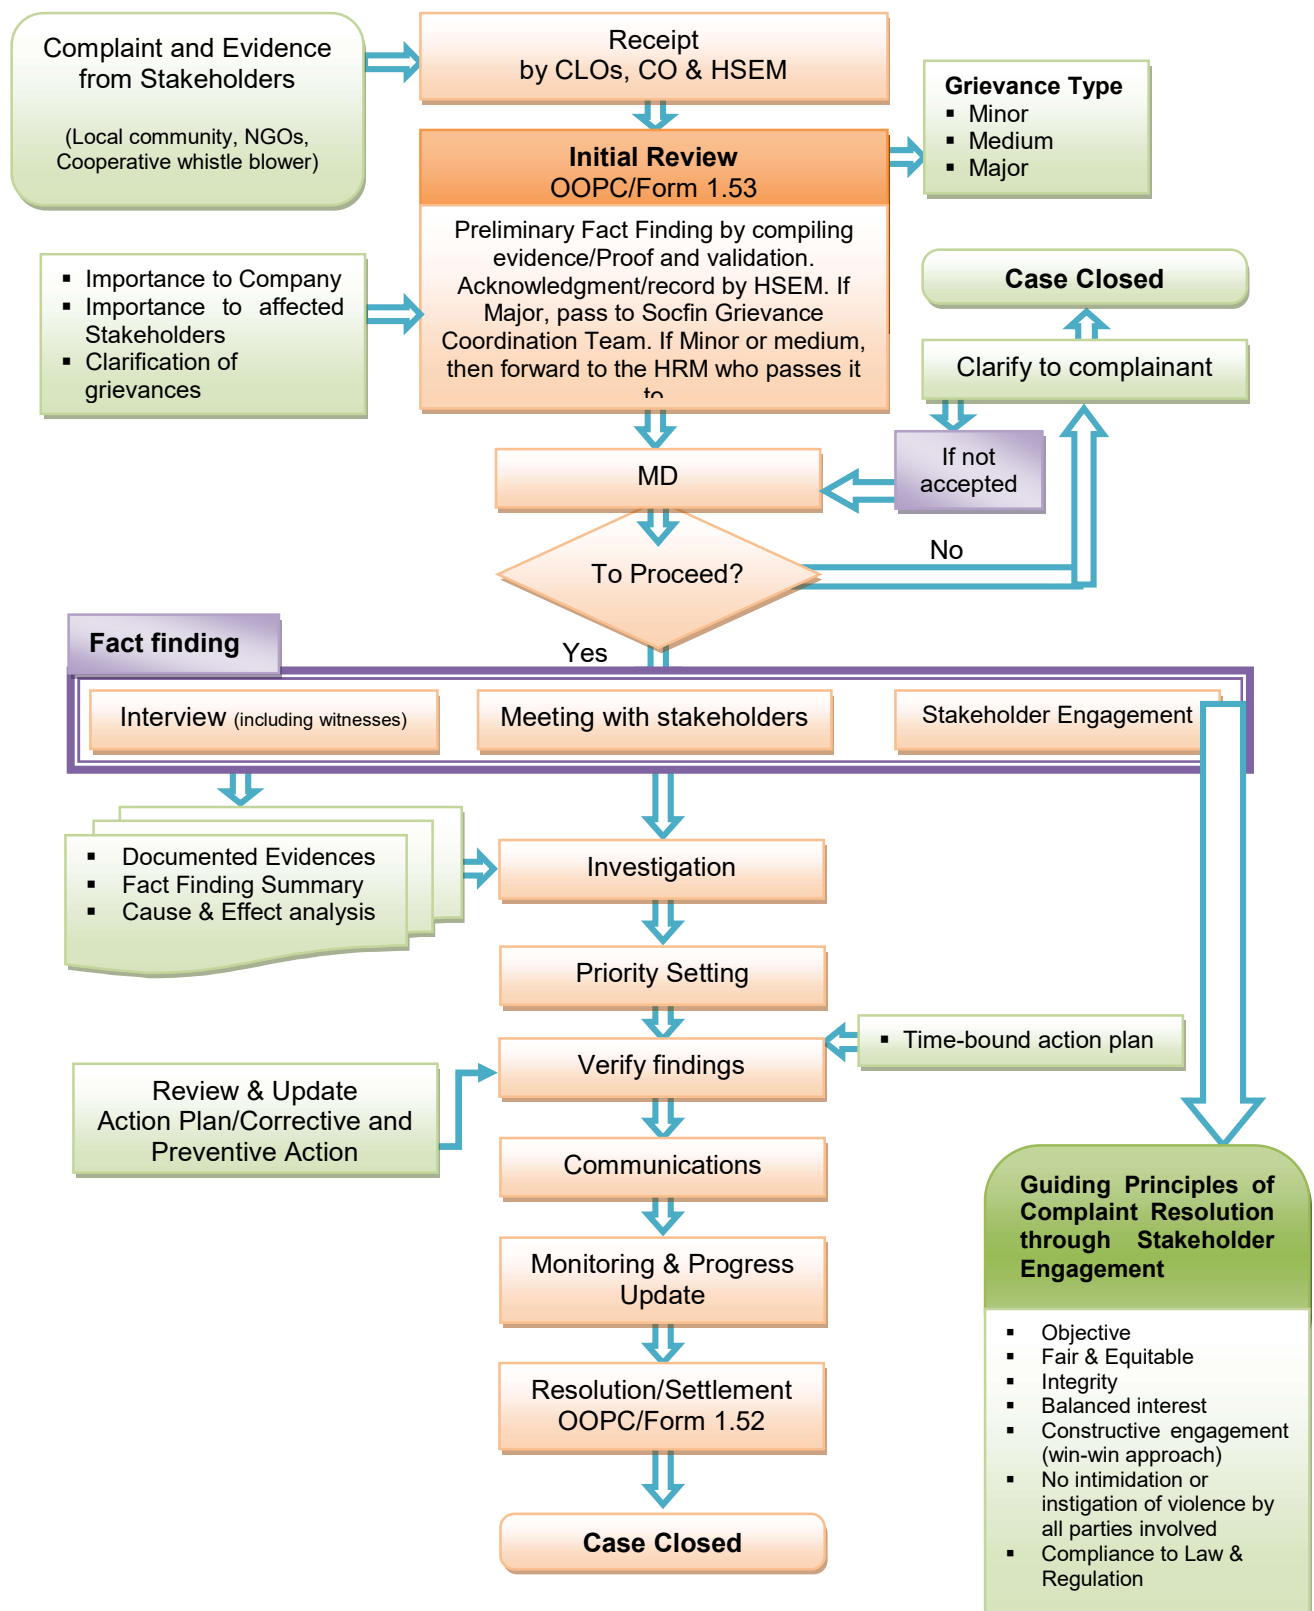 Complaint and Evidence
from Stakeholders
(Local community, NGOs,
Cooperative whistle blower)
Receipt
by CLOs, CO & HSEM
Grievance Type
▪ Minor
▪ Medium
▪ Major
Initial Review
OOPC/Form 1.53
Preliminary Fact Finding by compiling
evidence/Proof and validation.
Acknowledgment/record by HSEM. If
Major, pass to Socfin Grievance
Coordination Team. If Minor or medium,
then forward to the HRM who passes it
to
▪ Importance to Company
▪ Importance to affected
Stakeholders
▪ Clarification of
grievances
Case Closed
Clarify to complainant
If not
accepted
MD
To Proceed?
No
Yes
Fact finding
Interview (including witnesses)
Meeting with stakeholders
Stakeholder Engagement
▪ Documented Evidences
▪ Fact Finding Summary
▪ Cause & Effect analysis
Investigation
Priority Setting
▪ Time-bound action plan
Verify findings
Review & Update
Action Plan/Corrective and
Preventive Action
Communications
Monitoring & Progress
Update
Resolution/Settlement
OOPC/Form 1.52
Case Closed
Guiding Principles of
Complaint Resolution
through Stakeholder
Engagement
▪ Objective
▪ Fair & Equitable
▪ Integrity
▪ Balanced interest
▪ Constructive engagement
(win-win approach)
▪ No intimidation or
instigation of violence by
all parties involved
▪ Compliance to Law &
Regulation